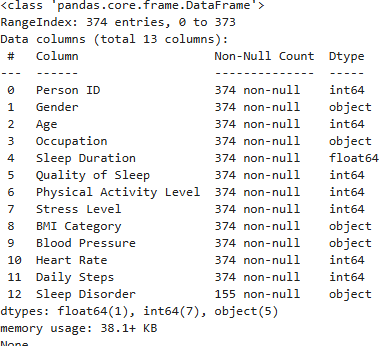 <class 'pandas.core.frame.DataFrame'>
RangeIndex: 374 entries, 0 to 373
Data columns (total 13 columns):
 #   Column                   Non-Null Count  Dtype
---  ------                   --------------  -----
 0   Person ID                374 non-null    int64
 1   Gender                   374 non-null    object
 2   Age                      374 non-null    int64
 3   Occupation               374 non-null    object
 4   Sleep Duration           374 non-null    float64
 5   Quality of Sleep         374 non-null    int64
 6   Physical Activity Level  374 non-null    int64
 7   Stress Level             374 non-null    int64
 8   BMI Category             374 non-null    object
 9   Blood Pressure           374 non-null    object
 10  Heart Rate               374 non-null    int64
 11  Daily Steps              374 non-null    int64
 12  Sleep Disorder           155 non-null    object
dtypes: float64(1), int64(7), object(5)
memory usage: 38.1+ KB
None